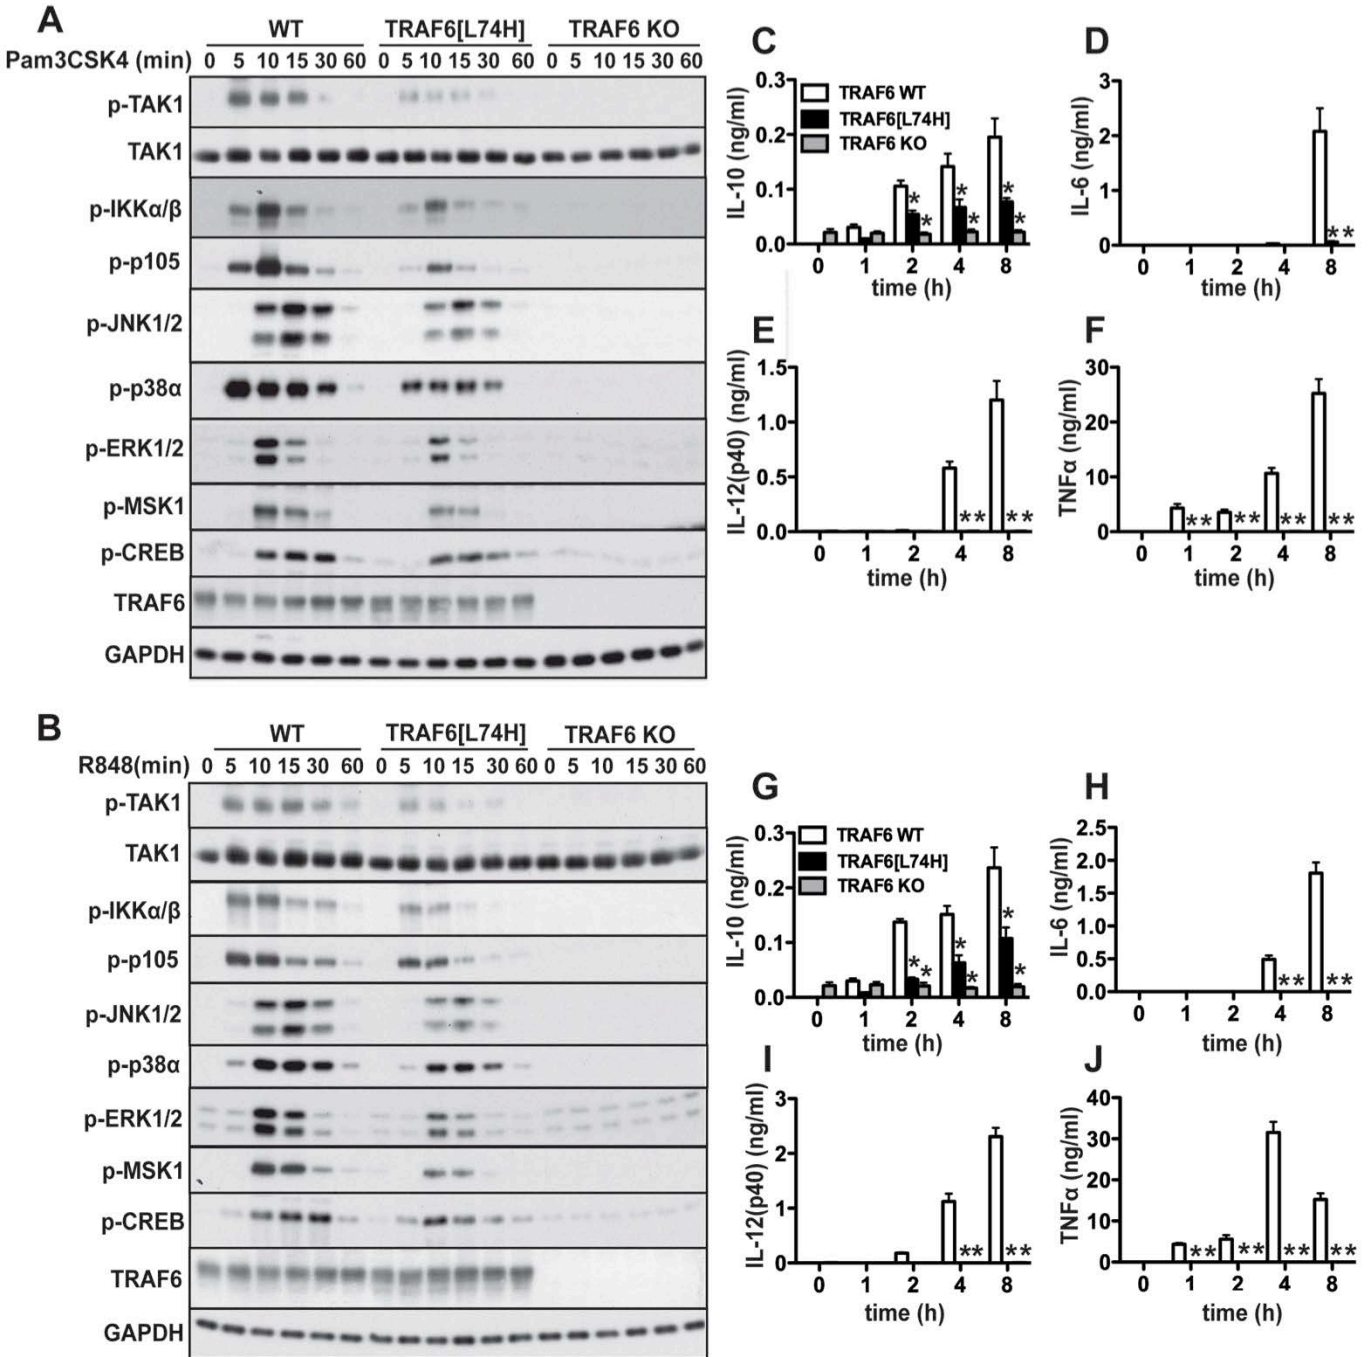 A
WT TRAF6[L74H] TRAF6 KO
Pam3CSK4 (min) 0 5 10 15 30 60 0 5 10 15 30 60 0 5 10 15 30 60
p-TAK1
TAK1
p-IKKα/β
p-p105
p-JNK1/2
p-p38α
p-ERK1/2
p-MSK1
p-CREB
TRAF6
GAPDH
C
0.3
0.2
0.1
0.0
IL-10 (ng/ml)
TRAF6 WT
TRAF6[L74H]
TRAF6 KO
* * * * * *
0 1 2 4 8
time (h)
D
3
2
1
0
IL-6 (ng/ml)
**
0 1 2 4 8
time (h)
E
1.5
1.0
0.5
0.0
IL-12(p40) (ng/ml)
** **
0 1 4 8
2
time (h)
F
30
20
10
0
TNFα (ng/ml)
** ** ** **
0 1 2 4 8
time (h)
B
WT TRAF6[L74H] TRAF6 KO
R848(min) 0 5 10 15 30 60 0 5 10 15 30 60 0 5 10 15 30 60
p-TAK1
TAK1
p-IKKα/β
p-p105
p-JNK1/2
p-p38α
p-ERK1/2
p-MSK1
p-CREB
TRAF6
GAPDH
G
0.3
0.2
0.1
0.0
IL-10 (ng/ml)
TRAF6 WT
TRAF6[L74H]
TRAF6 KO
* * * * * *
0 1 2 4 8
time (h)
H
2.5
2.0
1.5
1.0
0.5
0.0
IL-6 (ng/ml)
** **
0 1 2 4 8
time (h)
I
3
2
1
0
IL-12(p40) (ng/ml)
** **
0 1 2 4 8
time (h)
J
40
30
20
10
0
TNFα (ng/ml)
** ** ** **
0 1 2 4 8
time (h)